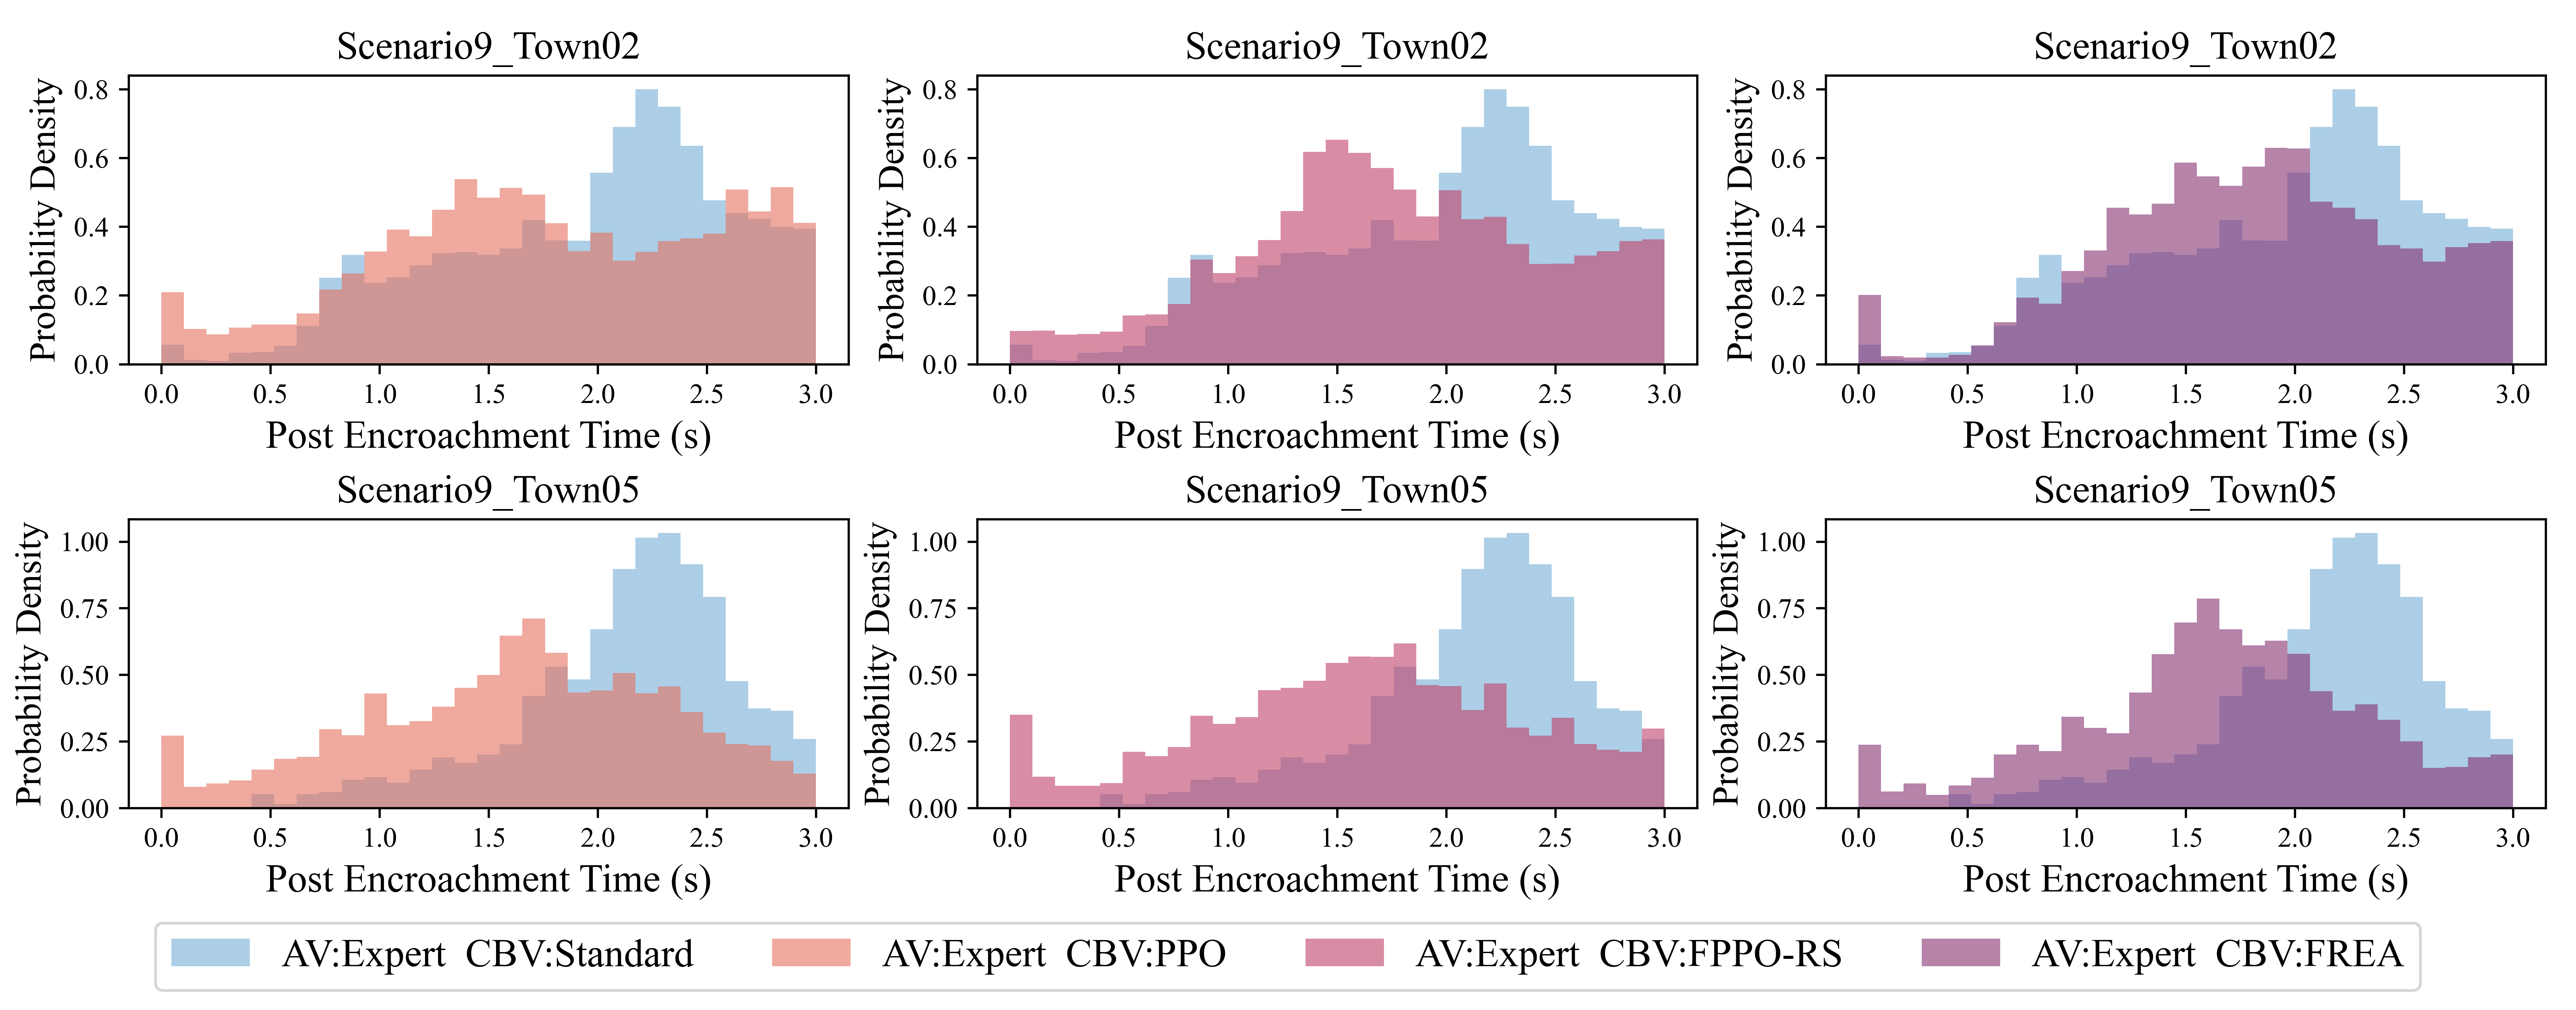 Scenario9_Town02 Scenario9_Town02 Scenario9_Town02
Probability Density Probability Density Probability Density
0.8 0.8 0.8
0.6 0.6 0.6
0.4 0.4 0.4
0.2 0.2 0.2
0.0 0.0 0.0
0.0 0.5 1.0 1.5 2.0 2.5 3.0 0.0 0.5 1.0 1.5 2.0 2.5 3.0 0.0 0.5 1.0 1.5 2.0 2.5 3.0
Post Encroachment Time (s) Post Encroachment Time (s) Post Encroachment Time (s)
Scenario9_Town05 Scenario9_Town05 Scenario9_Town05
Probability Density Probability Density Probability Density
1.00 1.00 1.00
0.75 0.75 0.75
0.50 0.50 0.50
0.25 0.25 0.25
0.00 0.00 0.00
0.0 0.5 1.0 1.5 2.0 2.5 3.0 0.0 0.5 1.0 1.5 2.0 2.5 3.0 0.0 0.5 1.0 1.5 2.0 2.5 3.0
Post Encroachment Time (s) Post Encroachment Time (s) Post Encroachment Time (s)
AV:Expert CBV:Standard AV:Expert CBV:PPO AV:Expert CBV:FPPO-RS AV:Expert CBV:FREA